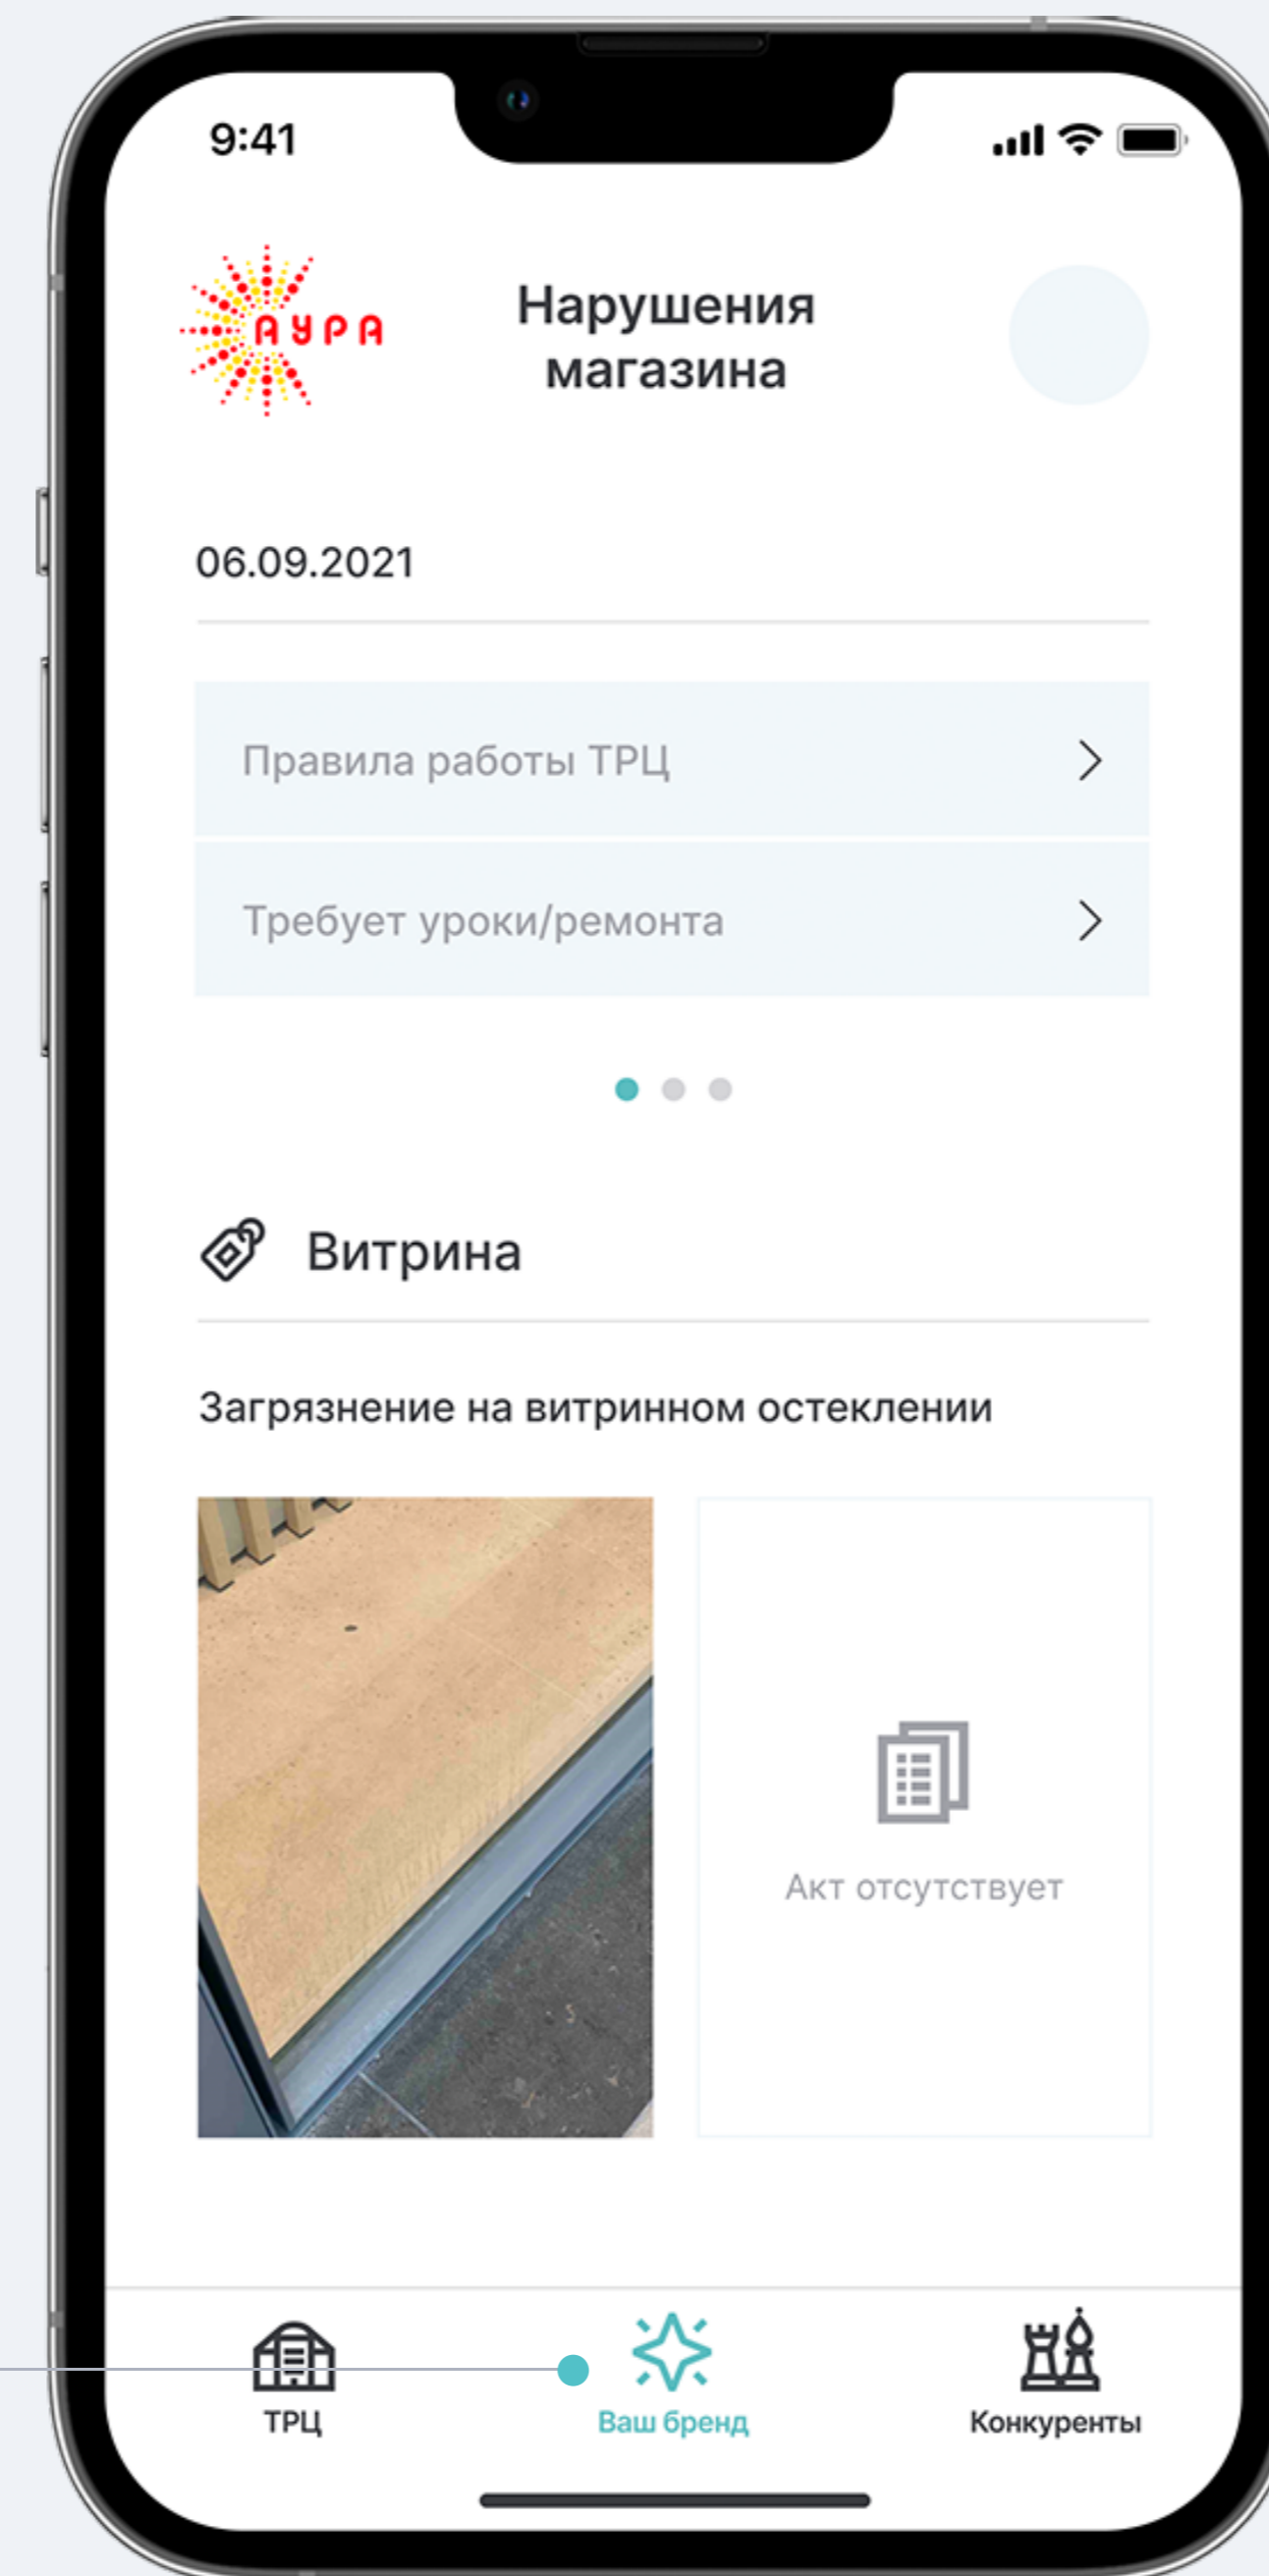 9:41
АУРА
Нарушения
магазина
06.09.2021
Правила работы ТРЦ
Требует уроки/ремонта
Витрина
Загрязнение на витринном остеклении
Акт отсутствует
ТРЦ
Ваш бренд
Конкуренты